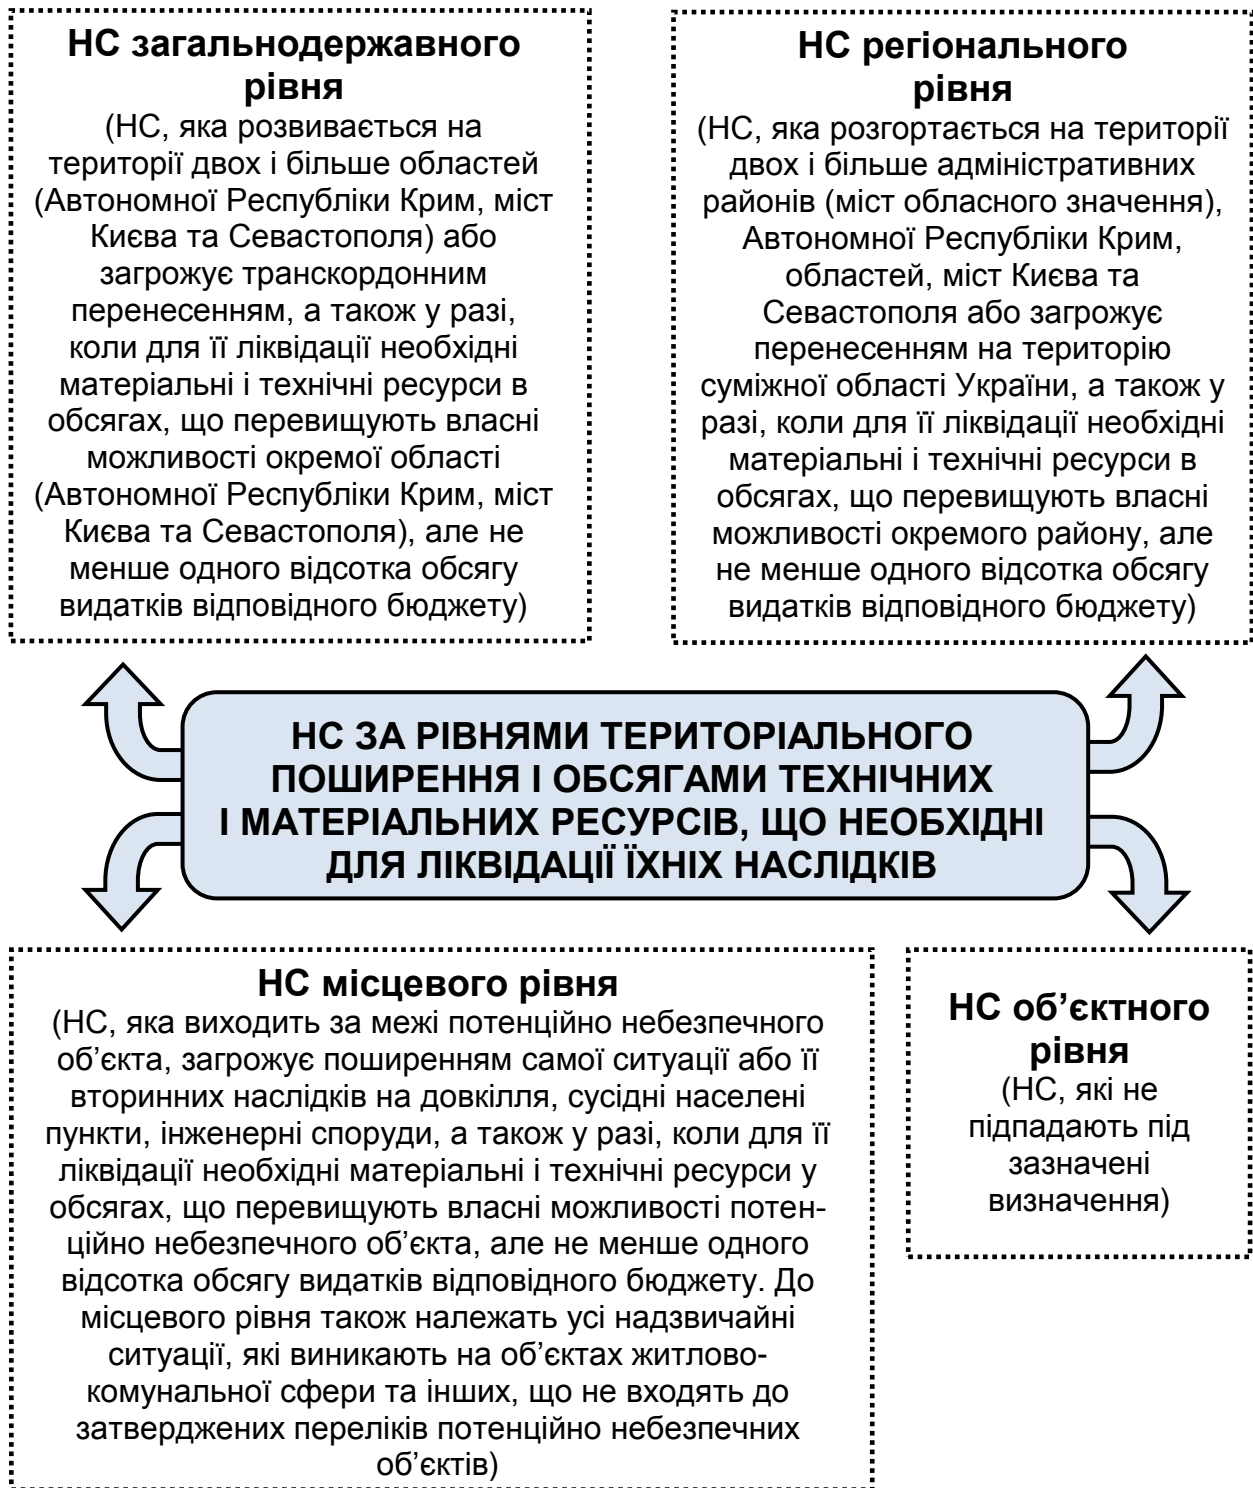 НС загальнодержавного
рівня
(НС, яка розвивається на
території двох і більше областей
(Автономної Республіки Крим, міст
Києва та Севастополя) або
загрожує транскордонним
перенесенням, а також у разі,
коли для її ліквідації необхідні
матеріальні і технічні ресурси в
обсягах, що перевищують власні
можливості окремої області
(Автономної Республіки Крим, міст
Києва та Севастополя), але не
менше одного відсотка обсягу
видатків відповідного бюджету)
НС регіонального
рівня
(НС, яка розгортається на території
двох і більше адміністративних
районів (міст обласного значення),
Автономної Республіки Крим,
областей, міст Києва та
Севастополя або загрожує
перенесенням на територію
суміжної області України, а також у
разі, коли для її ліквідації необхідні
матеріальні і технічні ресурси в
обсягах, що перевищують власні
можливості окремого району, але
не менше одного відсотка обсягу
видатків відповідного бюджету)
НС ЗА РІВНЯМИ ТЕРИТОРІАЛЬНОГО
ПОШИРЕННЯ І ОБСЯГАМИ ТЕХНІЧНИХ
І МАТЕРІАЛЬНИХ РЕСУРСІВ, ЩО НЕОБХІДНІ
ДЛЯ ЛІКВІДАЦІЇ ЇХНІХ НАСЛІДКІВ
НС місцевого рівня
(НС, яка виходить за межі потенційно небезпечного
об’єкта, загрожує поширенням самої ситуації або її
вторинних наслідків на довкілля, сусідні населені
пункти, інженерні споруди, а також у разі, коли для її
ліквідації необхідні матеріальні і технічні ресурси у
обсягах, що перевищують власні можливості потен-
ційно небезпечного об’єкта, але не менше одного
відсотка обсягу видатків відповідного бюджету. До
місцевого рівня також належать усі надзвичайні
ситуації, які виникають на об’єктах житлово-
комунальної сфери та інших, що не входять до
затверджених переліків потенційно небезпечних
об’єктів)
НС об’єктного
рівня
(НС, які не
підпадають під
зазначені
визначення)